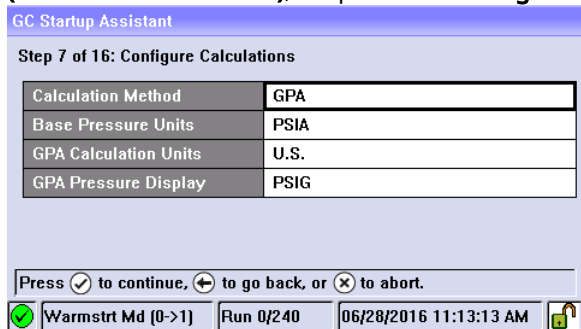 GC Startup Assistant
Step 7 of 16: Configure Calculations
Calculation Method GPA
Base Pressure Units PSIA
GPA Calculation Units U.S.
GPA Pressure Display PSIG
Press to continue, to go back, or to abort.
Warmstrt Md (0->1) Run 0/240 06/28/2016 11:13:13 AM